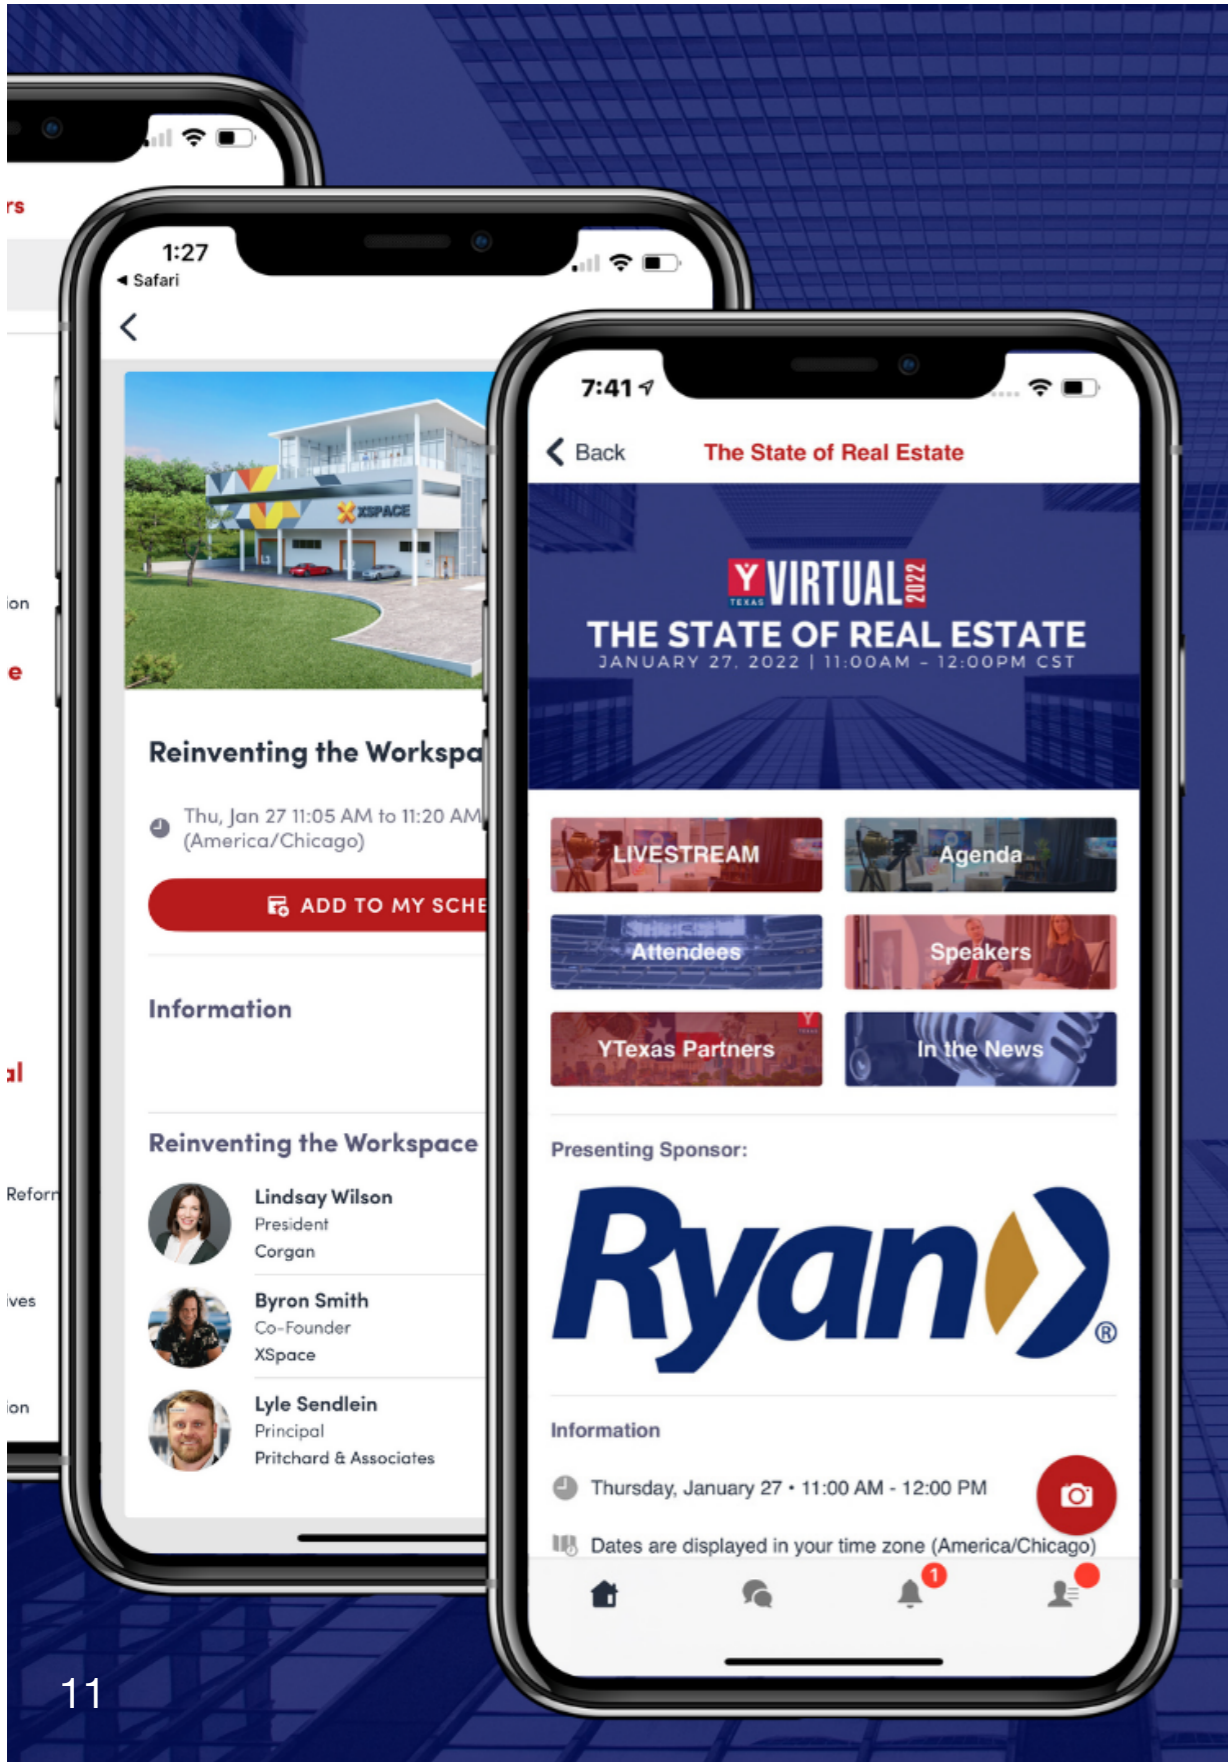 rs
ion
e
al
Reforn
ives
ion
1:27
Safari
XSPACE
Reinventing the Workspa
Thu, Jan 27 11:05 AM to 11:20 AM
(America/Chicago)
ADD TO MY SCHE
Information
Reinventing the Workspace
Lindsay Wilson
President
Corgan
Byron Smith
Co-Founder
XSpace
Lyle Sendlein
Principal
Pritchard & Associates
7:41
Back
The State of Real Estate
Y TEXAS VIRTUAL 2022
THE STATE OF REAL ESTATE
JANUARY 27, 2022 | 11:00AM – 12:00PM CST
LIVESTREAM
Agenda
Attendees
Speakers
YTexas Partners
Y
TEXAS
In the News
Presenting Sponsor:
Ryan®
Information
Thursday, January 27 • 11:00 AM - 12:00 PM
Dates are displayed in your time zone (America/Chicago)
1
11